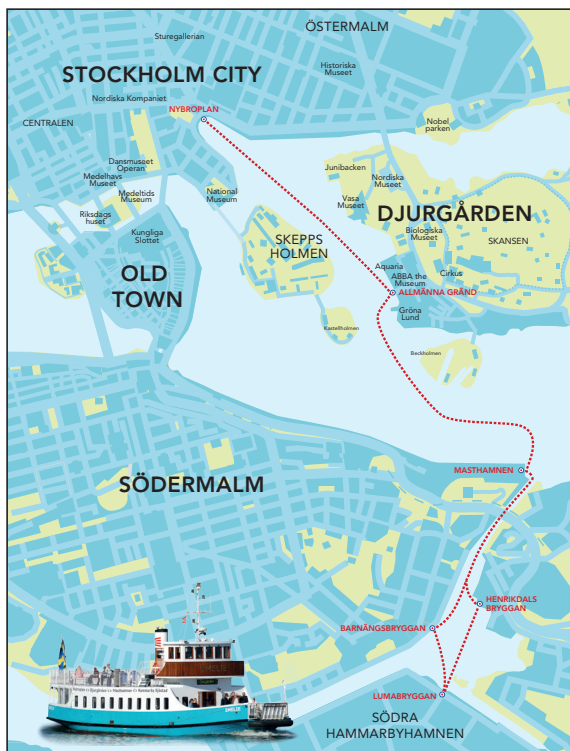 ÖSTERMALM
Sturegallerian
Historiska
Museet
STOCKHOLM CITY
Nordiska Kompaniet
NYBROPLAN
CENTRALEN
Nobel
parken
Dansmuseet
Operan
Medelhavs
Museet
Medeltids
Museum
Riksdags
huset
Kungliga
Slottet
National
Museum
Junibacken
Nordiska
Museet
Vasa
Museet
DJURGÅRDEN
Biologiska
Museet
SKANSEN
SKEPPS
HOLMEN
OLD
TOWN
Aquaria
ABBA the
Museum
Cirkus
ALLMÄNNA GRÄND
Gröna
Lund
Kastellholmen
Beckholmen
MASTHAMNEN
SÖDERMALM
HENRIKDALS
BRYGGAN
BARNÄNGSBRYGGAN
LUMABRYGGAN
SÖDRA
HAMMARBYHAMNEN
EMELIE